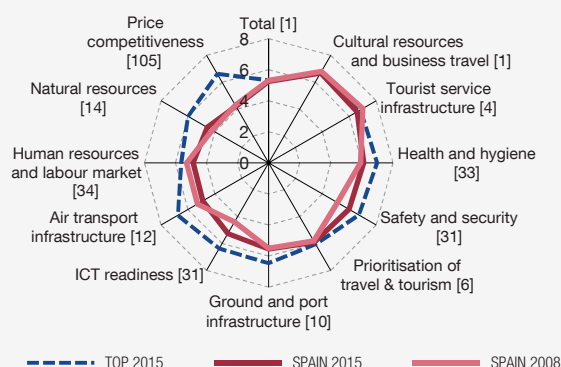 Total [1]
8
6
4
2
0
Cultural resources
and business travel [1]
Tourist service
infrastructure [4]
Health and hygiene
[33]
Safety and security
[31]
Prioritisation of
travel & tourism [6]
Ground and port
infrastructure [10]
ICT readiness [31]
Air transport
infrastructure [12]
Human resources
and labour market
[34]
Natural resources
[14]
Price
competitiveness
[105]
TOP 2015
SPAIN 2015
SPAIN 2008